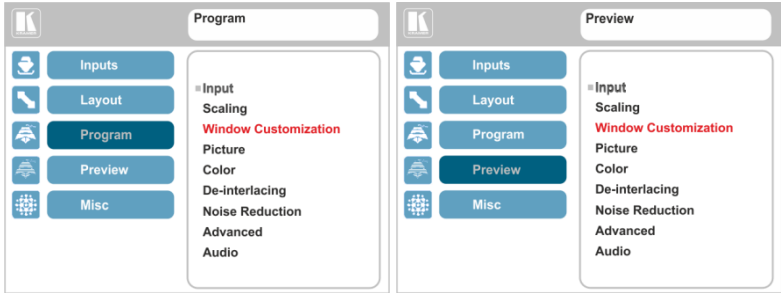 Program
Inputs
Layout
Program
Preview
Misc
Input
Scaling
Window Customization
Picture
Color
De-interlacing
Noise Reduction
Advanced
Audio
Preview
Inputs
Layout
Program
Preview
Misc
Input
Scaling
Window Customization
Picture
Color
De-interlacing
Noise Reduction
Advanced
Audio